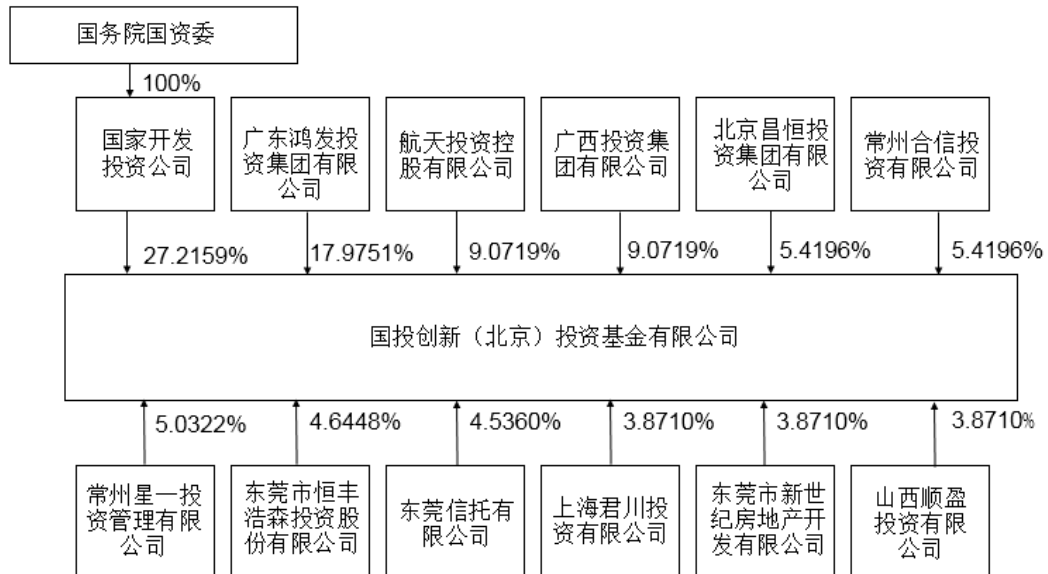 国务院国资委
100%
国家开发
投资公司
广东鸿发投
资集团有限
公司
航天投资控
股有限公司
广西投资集
团有限公司
北京昌恒投
资集团有限
公司
常州合信投
资有限公司
27.2159%
17.9751%
9.0719%
9.0719%
5.4196%
5.4196%
国投创新（北京）投资基金有限公司
5.0322%
4.6448%
4.5360%
3.8710%
3.8710%
3.8710%
常州星一投
资管理有限
公司
东莞市恒丰
浩森投资股
份有限公司
东莞信托有
限公司
上海君川投
资有限公司
东莞市新世
纪房地产开
发有限公司
山西顺盈
投资有限
公司